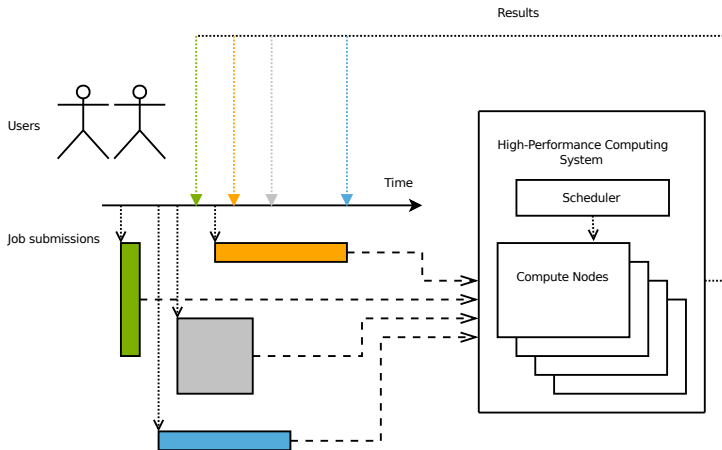 Results
Users
High-Performance Computing
System
Time
Scheduler
Job submissions
Compute Nodes